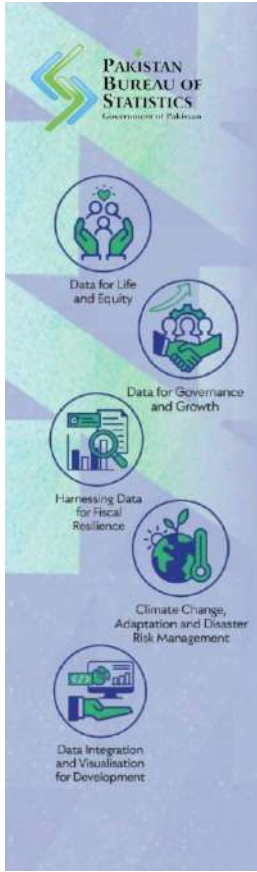 PAKISTAN
BUREAU OF
STATISTICS
Government of Pakistan
Data for Life
and Equity
Data for Governance
and Growth
Harnessing Data
for Fiscal
Resilience
Climate Change,
Adaptation and Disaster
Risk Management
</>
Data Integration
and Visualisation
for Development